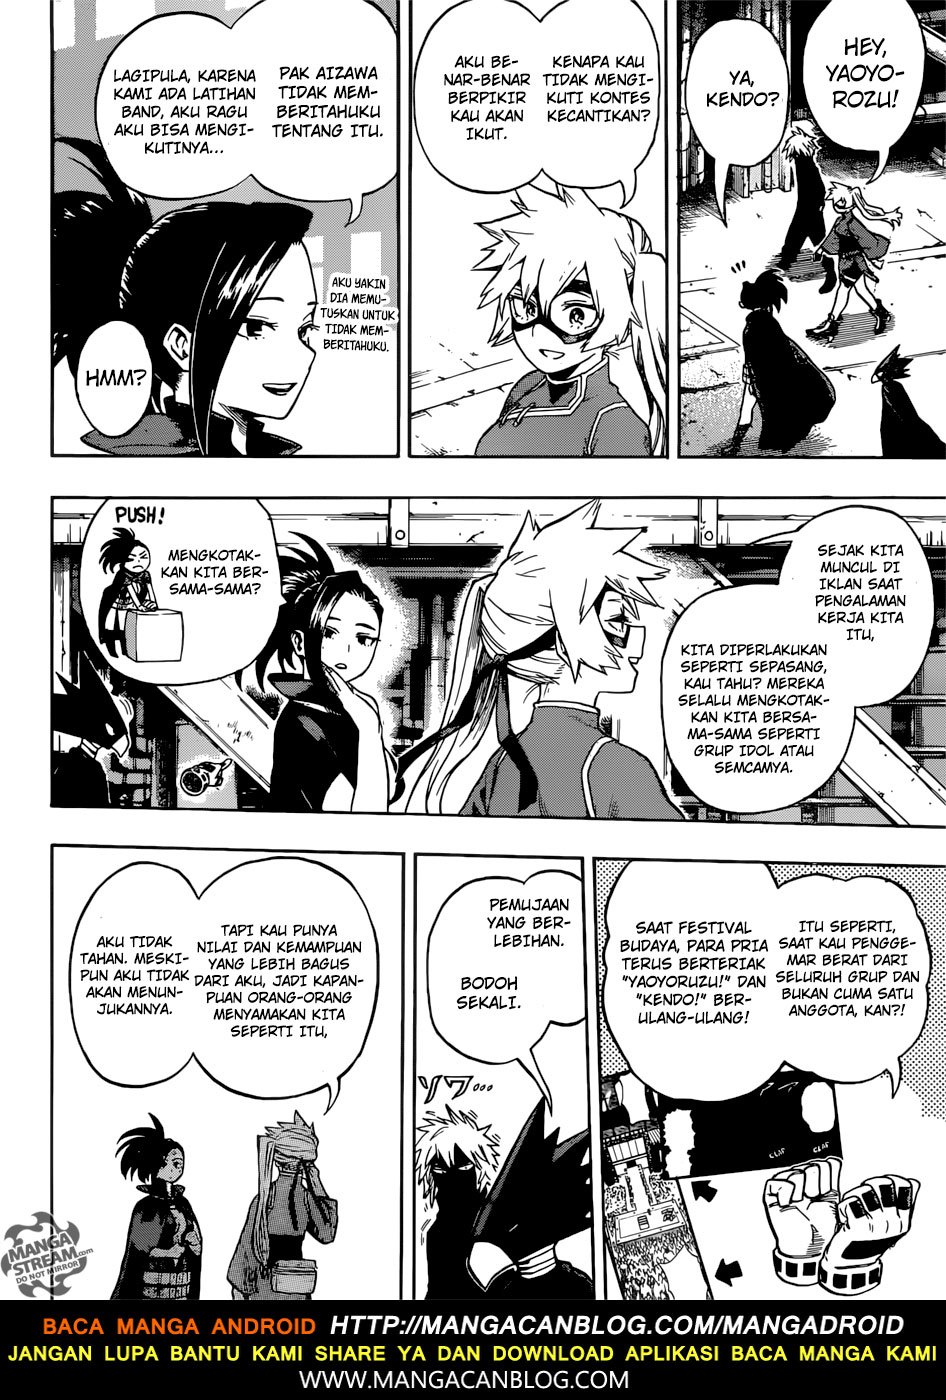 HEY,
YAOYO-
ROZU!
YA,
KENDO?
KENAPA KAU
TIDAK MENGI-
KUTI KONTES
KECANTIKAN?
AKU BE-
NAR-BENAR
BERPIKIR
KAU AKAN
IKUT.
PAK AIZAWA
TIDAK MEM-
BERITAHUKU
TENTANG ITU.
LAGIPULA, KARENA
KAMI ADA LATIHAN
BAND, AKU RAGU
AKU BISA MENGI-
KUTINYA...
AKU YAKIN
DIA MEMU-
TUSKAN UNTUK
TIDAK MEM-
BERITAHUKU.
HMM?
SEJAK KITA
MUNCUL DI
IKLAN SAAT
PENGALAMAN
KERJA KITA
ITU,
KITA DIPERLAKUKAN
SEPERTI SEPASANG,
KAU TAHU? MEREKA
SELALU MENGKOTAK-
KAN KITA BERSA-
MA-SAMA SEPERTI
GRUP IDOL ATAU
SEMCAMYA.
PUSH!
MENGKOTAK-
KAN KITA BER-
SAMA-SAMA?
ITU SEPERTI,
SAAT KAU PENGGE-
MAR BERAT DARI
SELURUH GRUP DAN
BUKAN CUMA SATU
ANGGOTA, KAN?!
SAAT FESTIVAL
BUDAYA, PARA PRIA
TERUS BERTERIAK
"YAOYORUZU!" DAN
"KENDO!" BER-
ULANG-ULANG!
CLAP
CLAP
PEMUJAAN
YANG BER-
LEBIHAN.
BODOH
SEKALI.
ゾワ...
TAPI KAU PUNYA
NILAI DAN KEMAMPUAN
YANG LEBIH BAGUS
DARI AKU, JADI KAPAN-
PUAN ORANG-ORANG
MENYAMAKAN KITA
SEPERTI ITU,
AKU TIDAK
TAHAN. MESKI-
PUN AKU TIDAK
AKAN MENUN-
JUKANNYA.
MANGA
STREAM.com
DO NOT MIRROR!
BACA MANGA ANDROID HTTP://MANGACANBLOG.COM/MANGADROID
JANGAN LUPA BANTU KAMI SHARE YA DAN DOWNLOAD APLIKASI BACA MANGA KAMI
WWW.MANGACANBLOG.COM